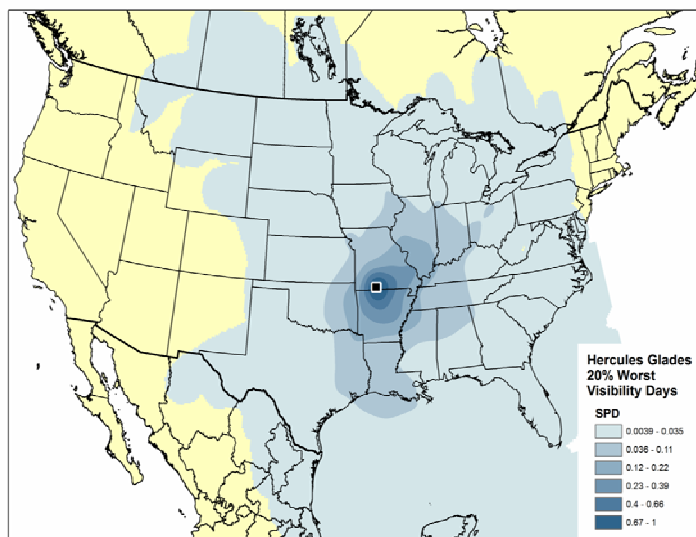 Hercules Glades
20% Worst
Visibility Days
SPD
0.0039 - 0.035
0.036 - 0.11
0.12 - 0.22
0.23 - 0.39
0.4 - 0.66
0.67 - 1